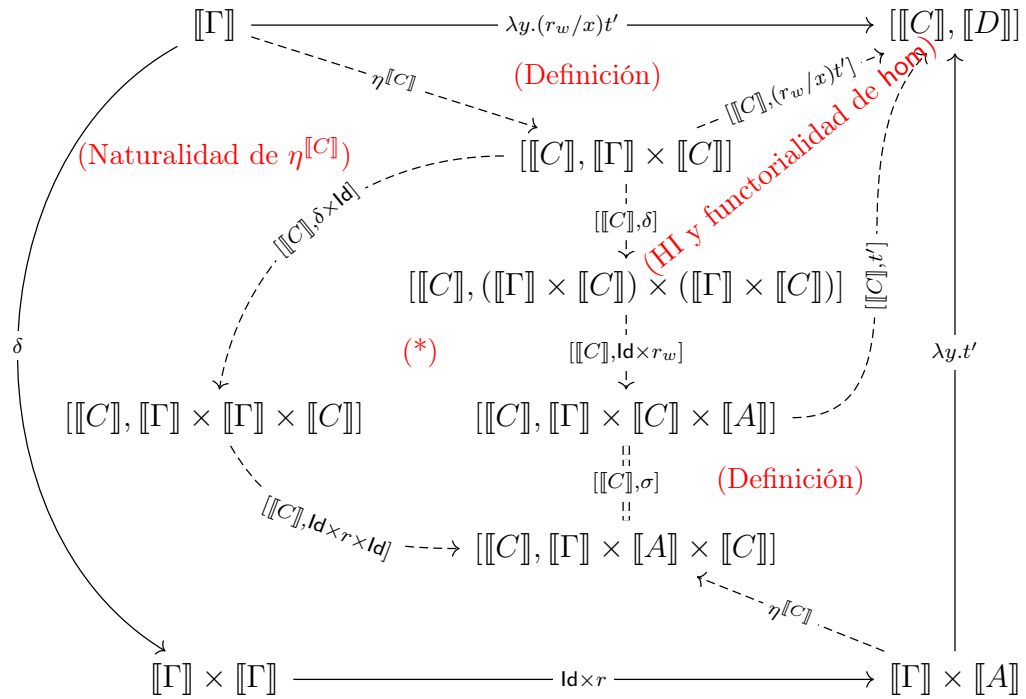 ⟦Γ⟧ λy.(r_w/x)t′ [⟦C⟧, ⟦D⟧]
η^⟦C⟧ (Definición) [⟦C⟧,(r_w/x)t′]
(Naturalidad de η^⟦C⟧) [⟦C⟧, ⟦Γ⟧ × ⟦C⟧]
(HI y functorialidad de hom)
[⟦C⟧,δ×Id] [⟦C⟧,δ]
[⟦C⟧, (⟦Γ⟧ × ⟦C⟧) × (⟦Γ⟧ × ⟦C⟧)] [⟦C⟧,t′]
δ (*) [⟦C⟧,Id×r_w] λy.t′
[⟦C⟧, ⟦Γ⟧ × ⟦Γ⟧ × ⟦C⟧] [⟦C⟧, ⟦Γ⟧ × ⟦C⟧ × ⟦A⟧]
[⟦C⟧,σ] (Definición)
[⟦C⟧,Id×r×Id] [⟦C⟧, ⟦Γ⟧ × ⟦A⟧ × ⟦C⟧]
η^⟦C⟧
⟦Γ⟧ × ⟦Γ⟧ Id×r ⟦Γ⟧ × ⟦A⟧